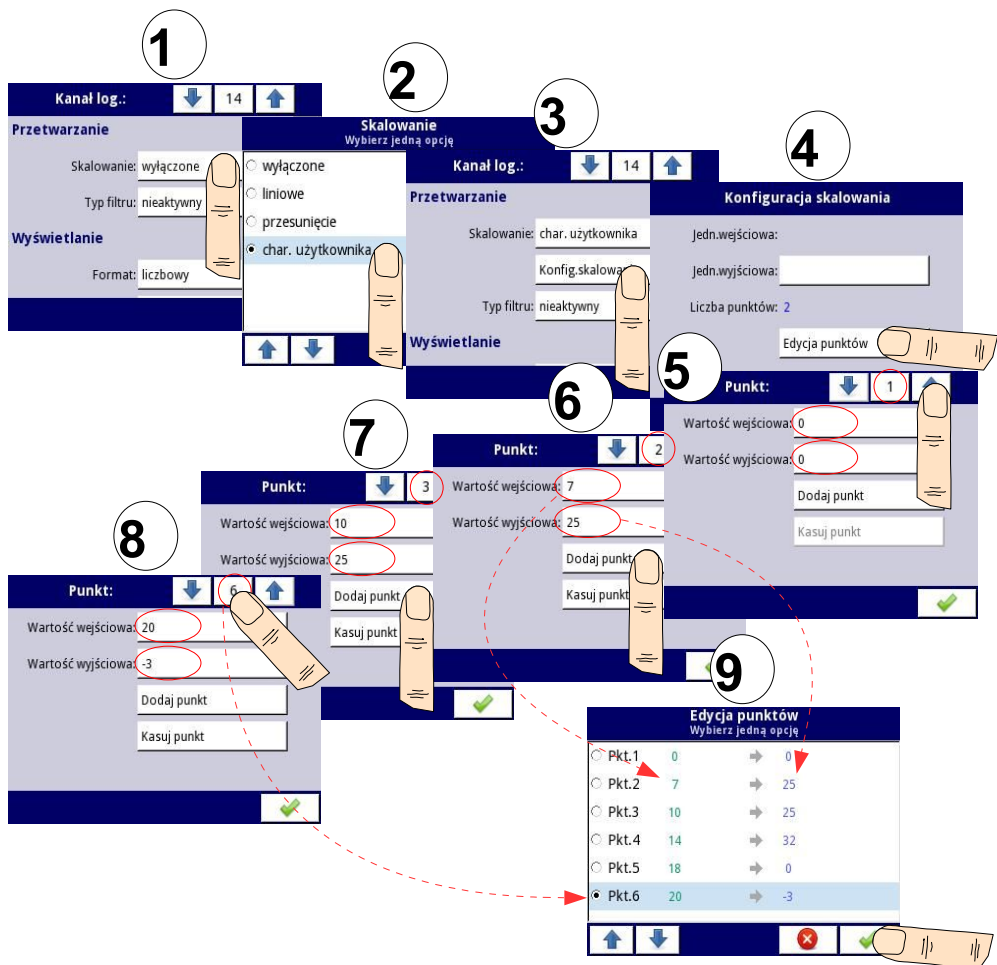 1
Kanał log.:
14
Przetwarzanie
Skalowanie:
wyłączone
Typ filtru:
nieaktywny
Wyświetlanie
Format:
liczbowy
2
Skalowanie
Wybierz jedną opcję
wyłączone
liniowe
przesunięcie
char. użytkownika
3
Kanał log.:
14
Przetwarzanie
Skalowanie:
char. użytkownika
Typ filtru:
nieaktywny
Wyświetlanie
4
Konfiguracja skalowania
Jedn.wejściowa:
Jedn.wyjściowa:
Liczba punktów:
2
Edycja punktów
5
Punkt:
1
Wartość wejściowa:
0
Wartość wyjściowa:
0
Dodaj punkt
Kasuj punkt
6
Punkt:
2
Wartość wejściowa:
7
Wartość wyjściowa:
25
Dodaj punkt
Kasuj punkt
7
Punkt:
3
Wartość wejściowa:
10
Wartość wyjściowa:
25
Dodaj punkt
Kasuj punkt
8
Punkt:
6
Wartość wejściowa:
20
Wartość wyjściowa:
-3
Dodaj punkt
Kasuj punkt
9
Edycja punktów
Wybierz jedną opcję
Pkt.1 0 0
Pkt.2 7 25
Pkt.3 10 25
Pkt.4 14 32
Pkt.5 18 0
Pkt.6 20 -3